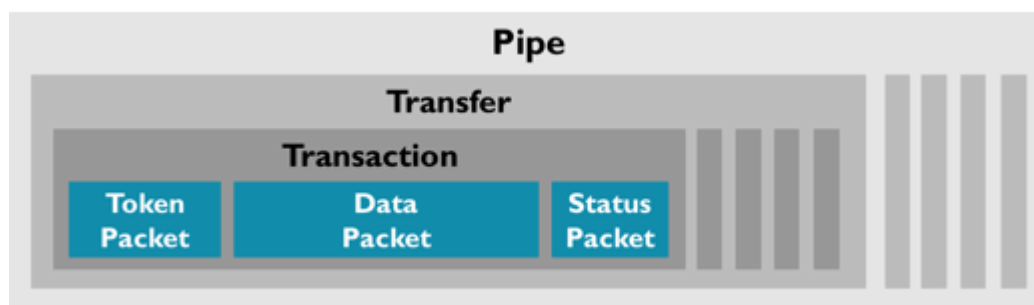 Pipe
Transfer
Transaction
Token
Packet
Data
Packet
Status
Packet